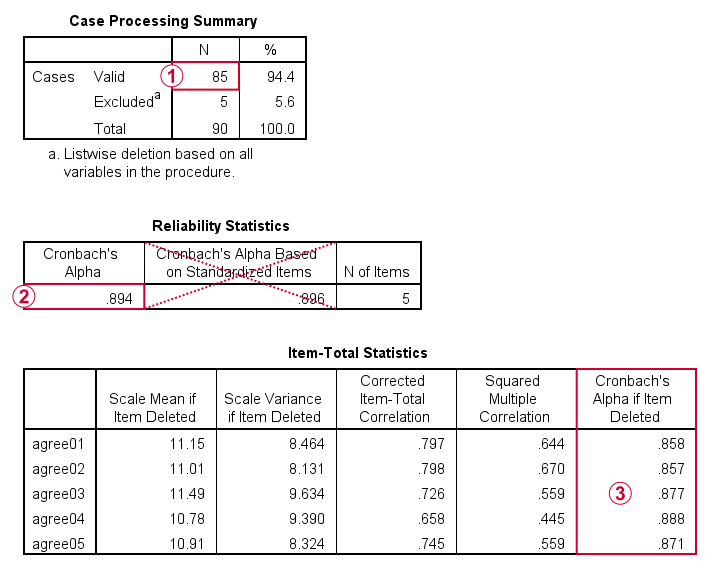 Case Processing Summary
N %
Cases Valid 1 85 94.4
Excluded a 5 5.6
Total 90 100.0
a. Listwise deletion based on all
variables in the procedure.
Reliability Statistics
Cronbach's Alpha Cronbach's Alpha Based on Standardized Items N of Items
2 .894 .896 5
Item-Total Statistics
Scale Mean if Item Deleted Scale Variance if Item Deleted Corrected Item-Total Correlation Squared Multiple Correlation Cronbach's Alpha if Item Deleted
agree01 11.15 8.464 .797 .644 .858
agree02 11.01 8.131 .798 .670 .857
agree03 11.49 9.634 .726 .559 3 .877
agree04 10.78 9.390 .658 .445 .888
agree05 10.91 8.324 .745 .559 .871